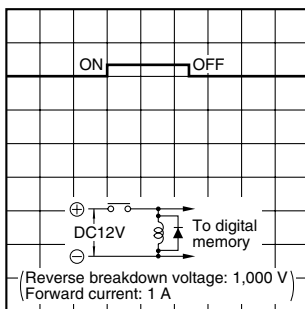 ON OFF
⊕
DC12V
To digital
memory
⊖
(Reverse breakdown voltage: 1,000 V
Forward current: 1 A)